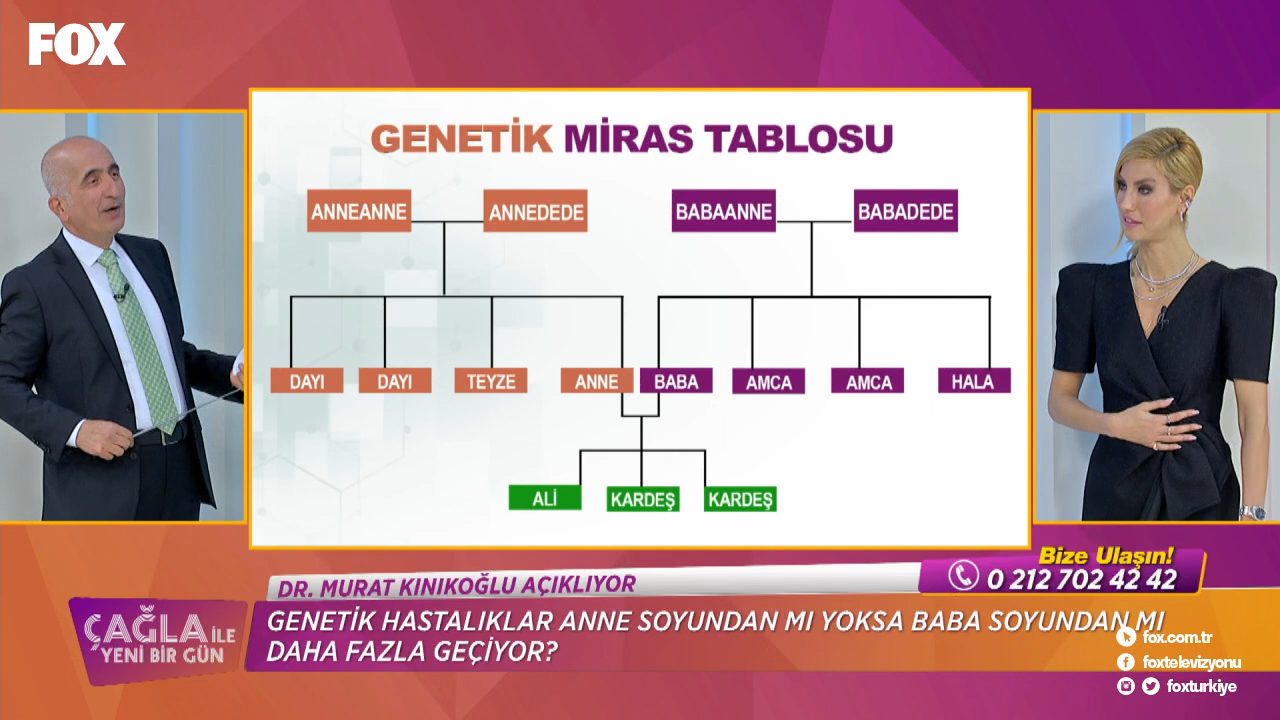 FOX
GENETİK MİRAS TABLOSU
ANNEANNE ANNEDEDE BABAANNE BABADEDE
DAYI DAYI TEYZE ANNE BABA AMCA AMCA HALA
ALİ KARDEŞ KARDEŞ
Bize Ulaşın!
DR. MURAT KINIKOĞLU AÇIKLIYOR
0 212 702 42 42
ÇAĞLA İLE
YENİ BİR GÜN
GENETİK HASTALIKLAR ANNE SOYUNDAN MI YOKSA BABA SOYUNDAN MI
DAHA FAZLA GEÇİYOR?
fox.com.tr
foxtelevizyonu
foxturkiye